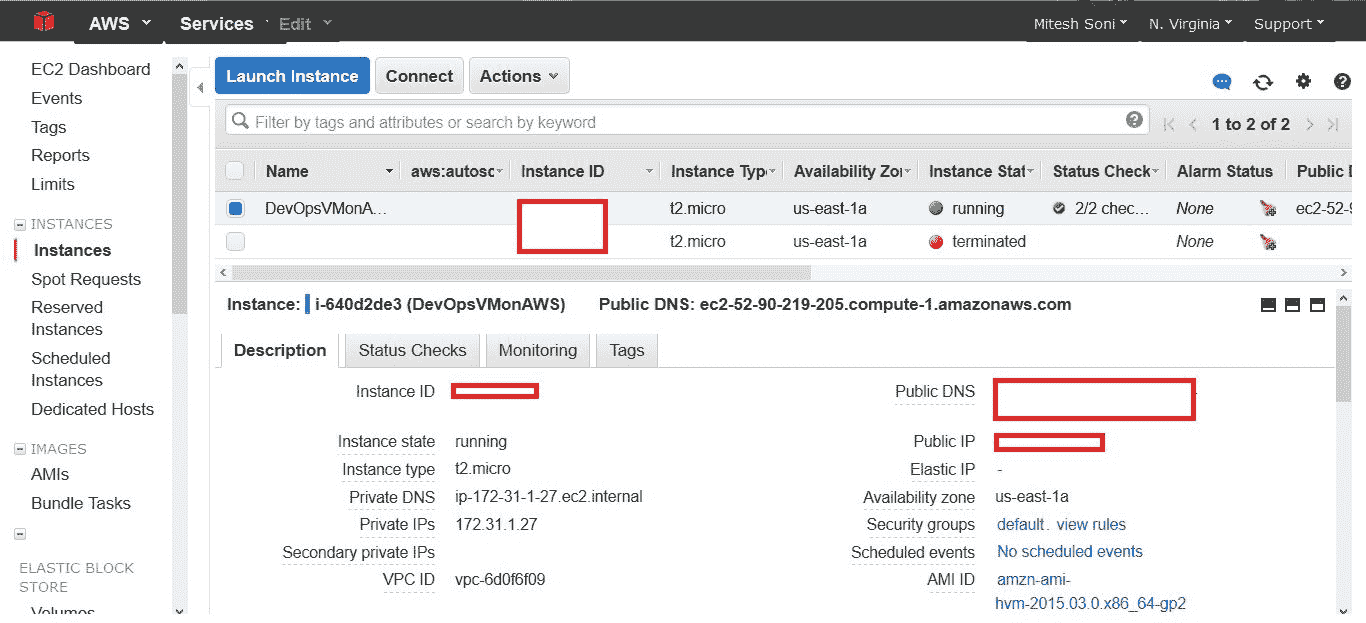 AWS Services Edit Mitesh Soni N. Virginia Support
EC2 Dashboard
Events
Tags
Reports
Limits
INSTANCES
Instances
Spot Requests
Reserved
Instances
Scheduled
Instances
Dedicated Hosts
IMAGES
AMIs
Bundle Tasks
ELASTIC BLOCK
STORE
Volumes
Launch Instance Connect Actions
Filter by tags and attributes or search by keyword 1 to 2 of 2
Name aws:autosc Instance ID Instance Typ Availability Zo Instance Stat Status Check Alarm Status Public D
DevOpsVMonA... t2.micro us-east-1a running 2/2 chec... None ec2-52-9
t2.micro us-east-1a terminated None
Instance: i-640d2de3 (DevOpsVMonAWS) Public DNS: ec2-52-90-219-205.compute-1.amazonaws.com
Description Status Checks Monitoring Tags
Instance ID Public DNS
Instance state running Public IP
Instance type t2.micro Elastic IP -
Private DNS ip-172-31-1-27.ec2.internal Availability zone us-east-1a
Private IPs 172.31.1.27 Security groups default. view rules
Secondary private IPs Scheduled events No scheduled events
VPC ID vpc-6d0f6f09 AMI ID amzn-ami-
hvm-2015.03.0.x86_64-gp2